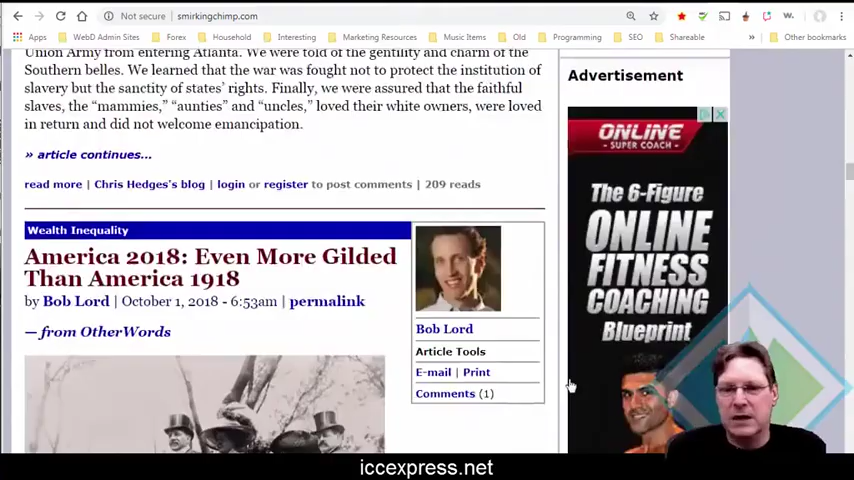 Not secure | smirkingchimp.com
Apps WebD Admin Sites Forex Household Interesting Marketing Resources Music Items Old Programming SEO Shareable » Other bookmarks
Union Army from entering Atlanta. We were told of the gentility and charm of the
Southern belles. We learned that the war was fought not to protect the institution of
slavery but the sanctity of states’ rights. Finally, we were assured that the faithful
slaves, the “mammies,” “aunties” and “uncles,” loved their white owners, were loved
in return and did not welcome emancipation.
» article continues...
read more | Chris Hedges's blog | login or register to post comments | 209 reads
Wealth Inequality
America 2018: Even More Gilded
Than America 1918
by Bob Lord | October 1, 2018 - 6:53am | permalink
— from OtherWords
Bob Lord
Article Tools
E-mail | Print
Comments (1)
Advertisement
ONLINE
- SUPER COACH -
The 6-Figure
ONLINE
FITNESS
COACHING
Blueprint
iccexpress.net